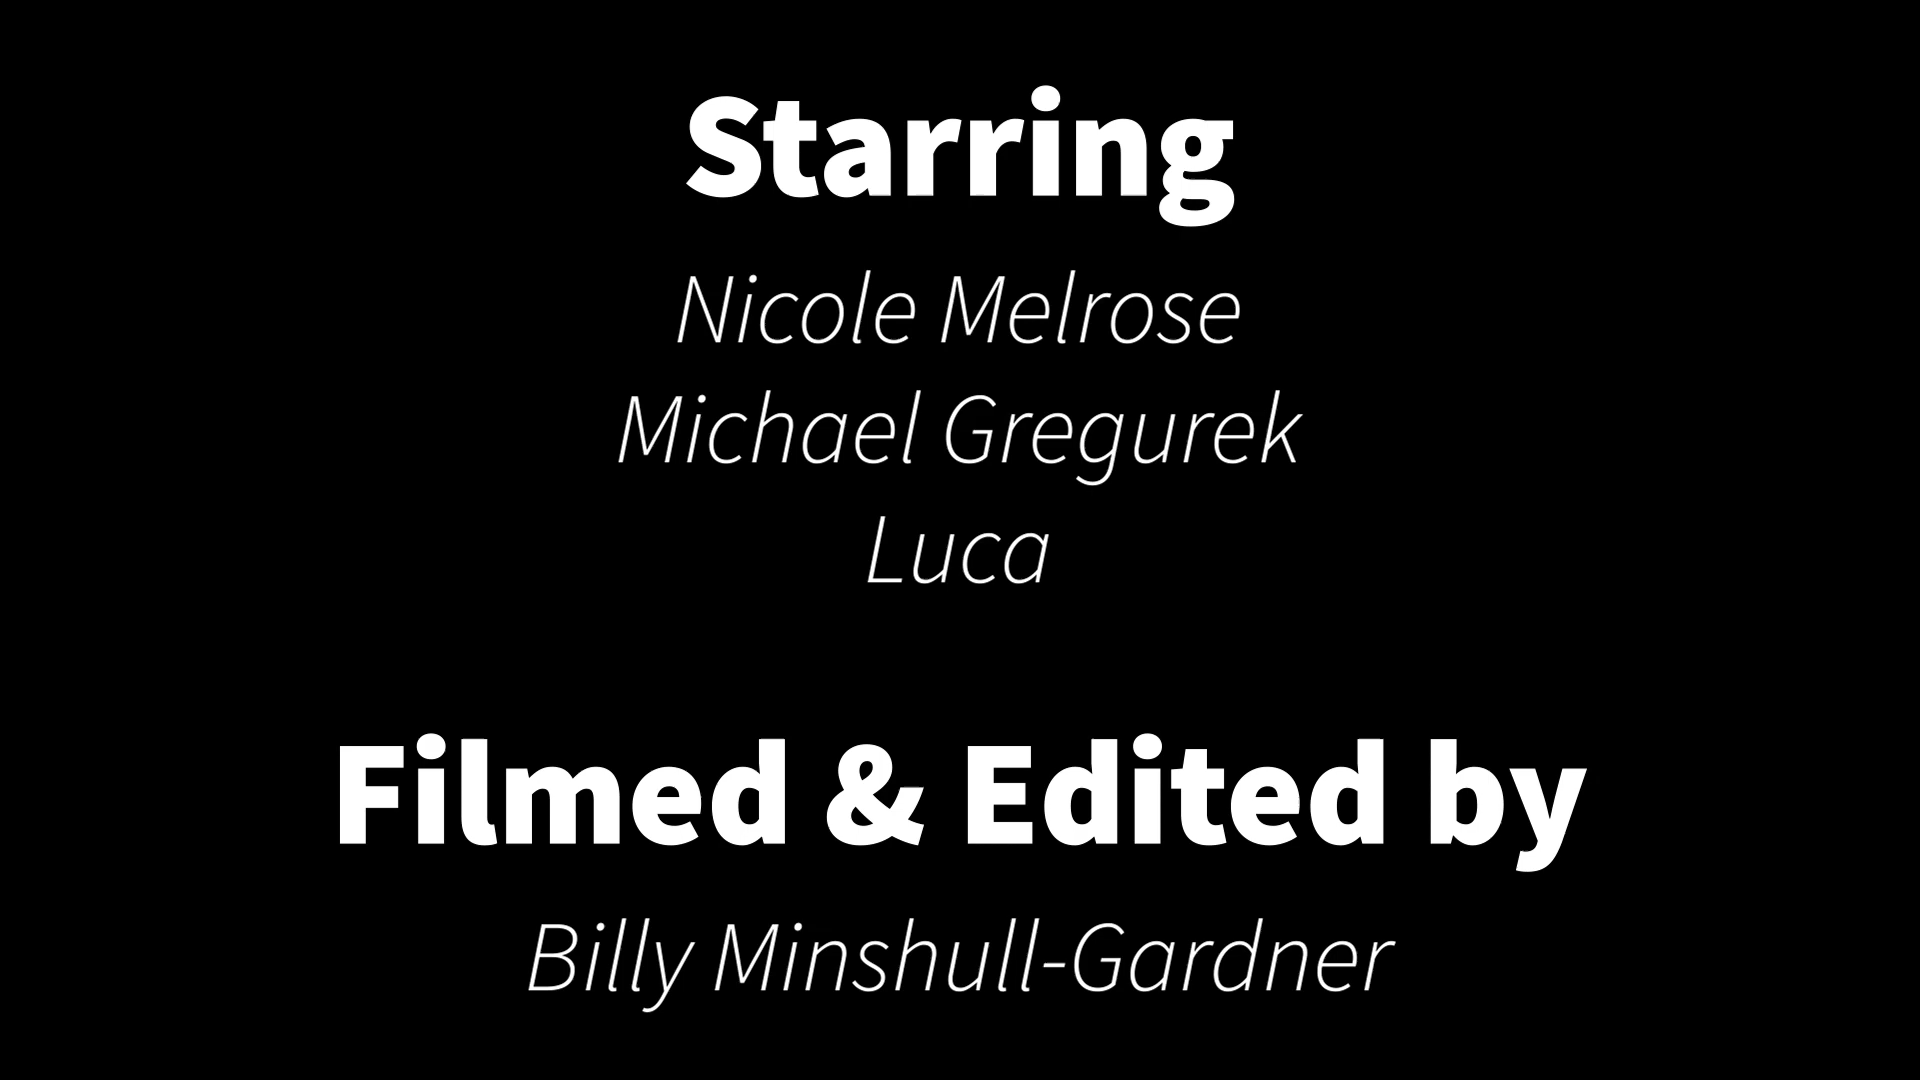 Starring
Nicole Melrose
Michael Gregurek
Luca
Filmed & Edited by
Billy Minshull-Gardner